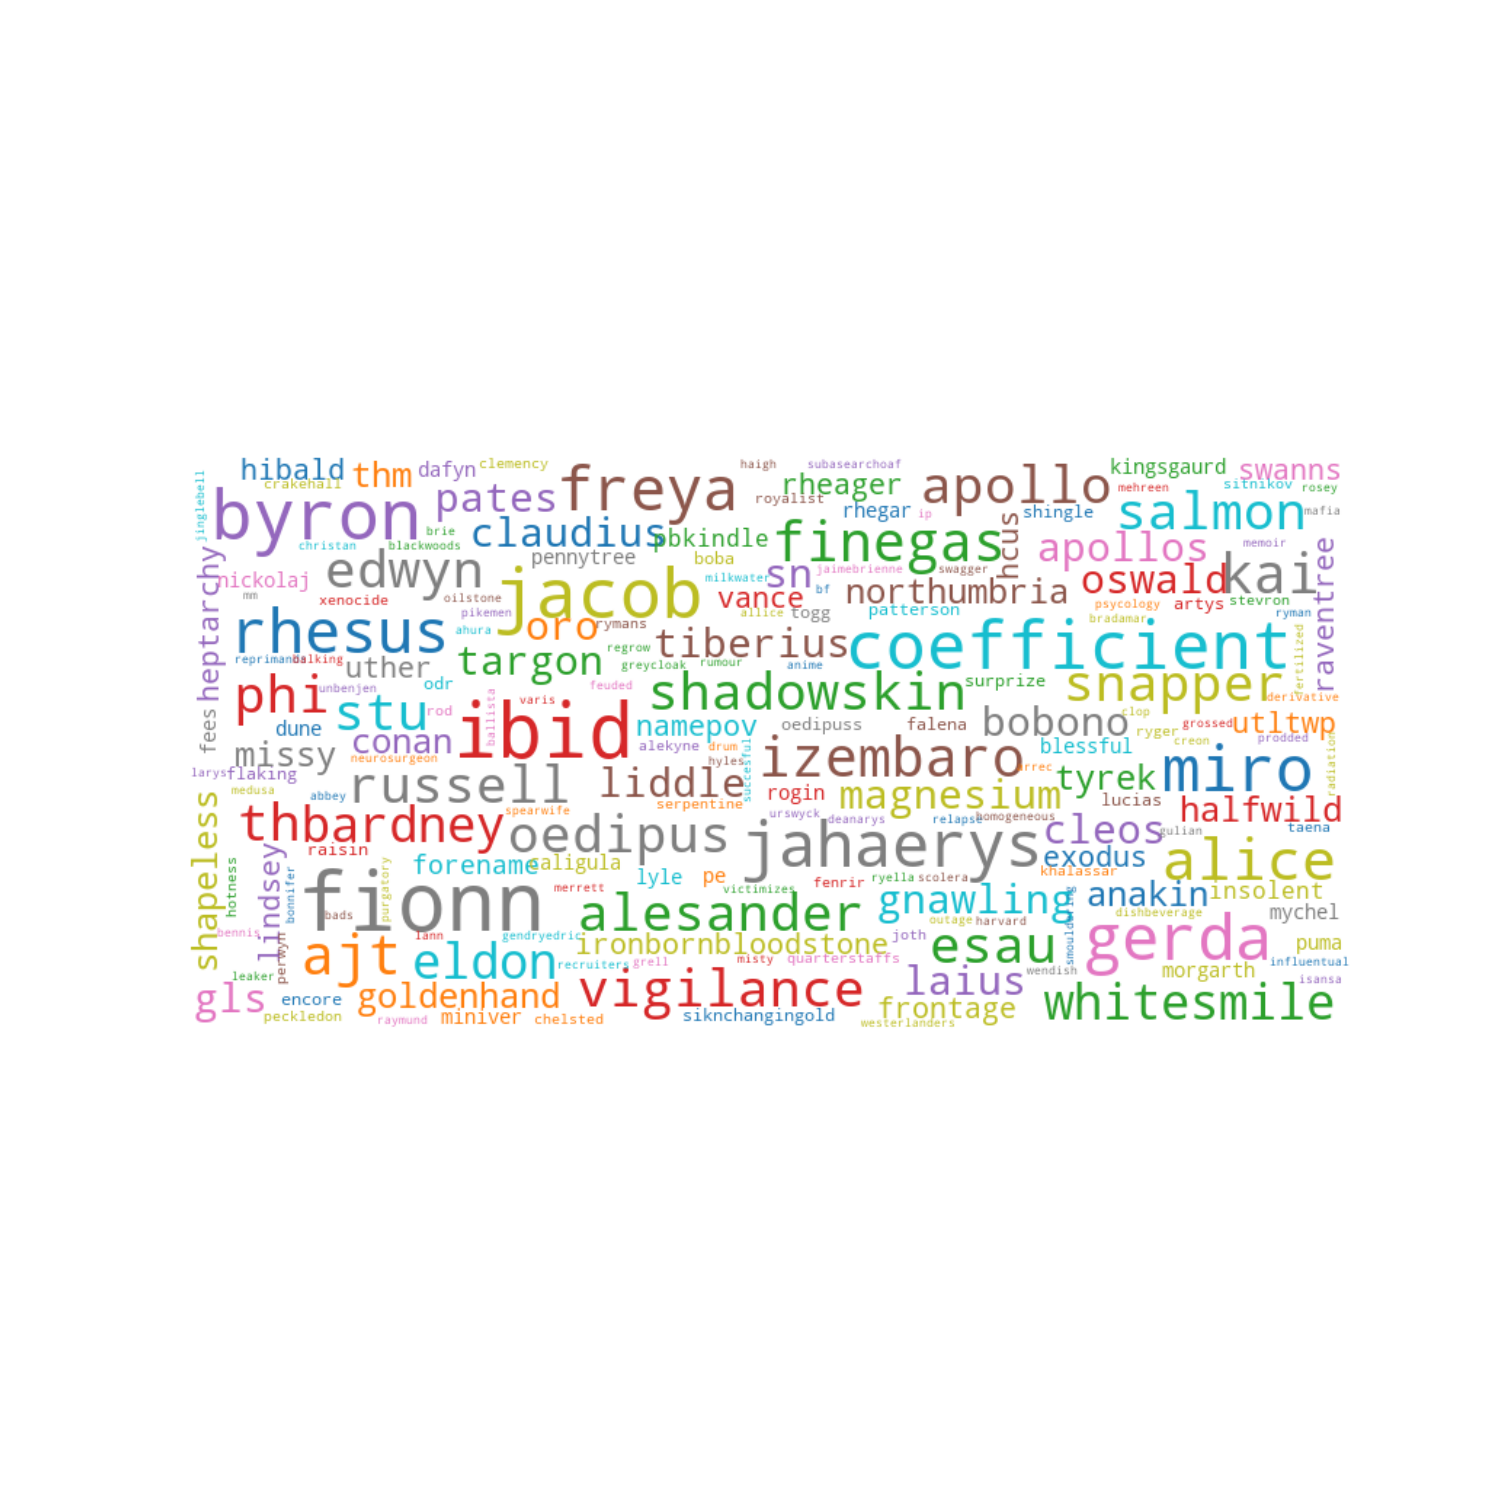 hibald thm dafyn clemency freya haigh subasearchoaf apollo kingsgaurd swanns
jinglebell crakehall pates royalist rheager mehreen sitnikov rosey
byron claudius pbkindle rhegar ip shingle salmon mafia
christan brie blackwoods pennytree boba finegas hcus apollos memoir
heptarchy nickolaj edwyn jacob milkwater sn jaimebrienne swagger oswald kai raventree
mm xenocide oilstone pikemen vance bf northumbria psycology artys stevron
rhesus ahura oro rymans allice togg patterson bradamar ryman
reprimands balking uther targon regrow tiberius coefficient
greycloak rumour anime
phi unbenjen odr feuded shadowskin surprize snapper derivative
stu rod ballista varis
fees dune conan ibid namepov oedipuss falena bobono clop ryger grossed utltwp
missy neurosurgeon alekyne drum hyles succesful izembaro blessful creon prodded
larys flaking russell liddle rogin magnesium tyrek miro radiation
medusa abbey spearwife serpentine urswyck deanarys relapse homogeneous lucias halfwild
shapeless thbardney oedipus jahaerys cleos gulian taena
raisin forename caligula lyle pe fenrir ryella scolera exodus khalassar alice
hotness lindsey bonnifer fionn purgatory merrett victimizes gnawling anakin insolent
bads alesander outage harvard smouldering dishbeverage mychel
bennis perwyn lann gendryedric ironbornbloodstone joth esau gerda puma
leaker ajt eldon recruiters grell misty quarterstaffs wendish morgarth influentual
gls encore goldenhand vigilance laius isansa
peckledon raymund miniver chelsted siknchangingold frontage westerlanders whitesmile